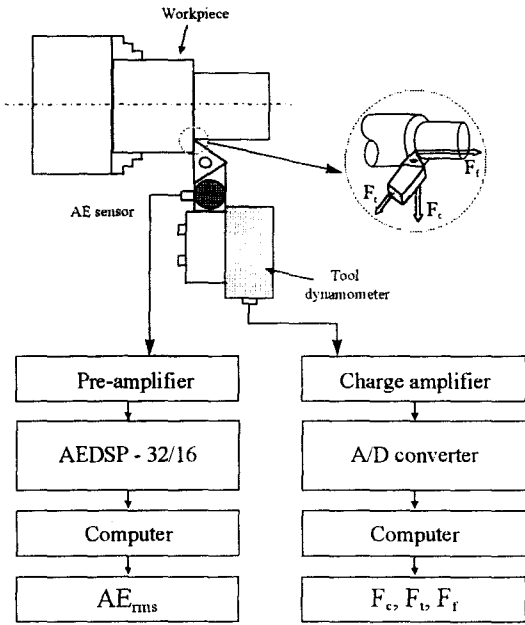 Workpiece
AE sensor
F_f
F_t
F_c
Tool
dynamometer
Pre-amplifier
Charge amplifier
AEDSP - 32/16
A/D converter
Computer
Computer
AE_rms
F_c, F_t, F_f